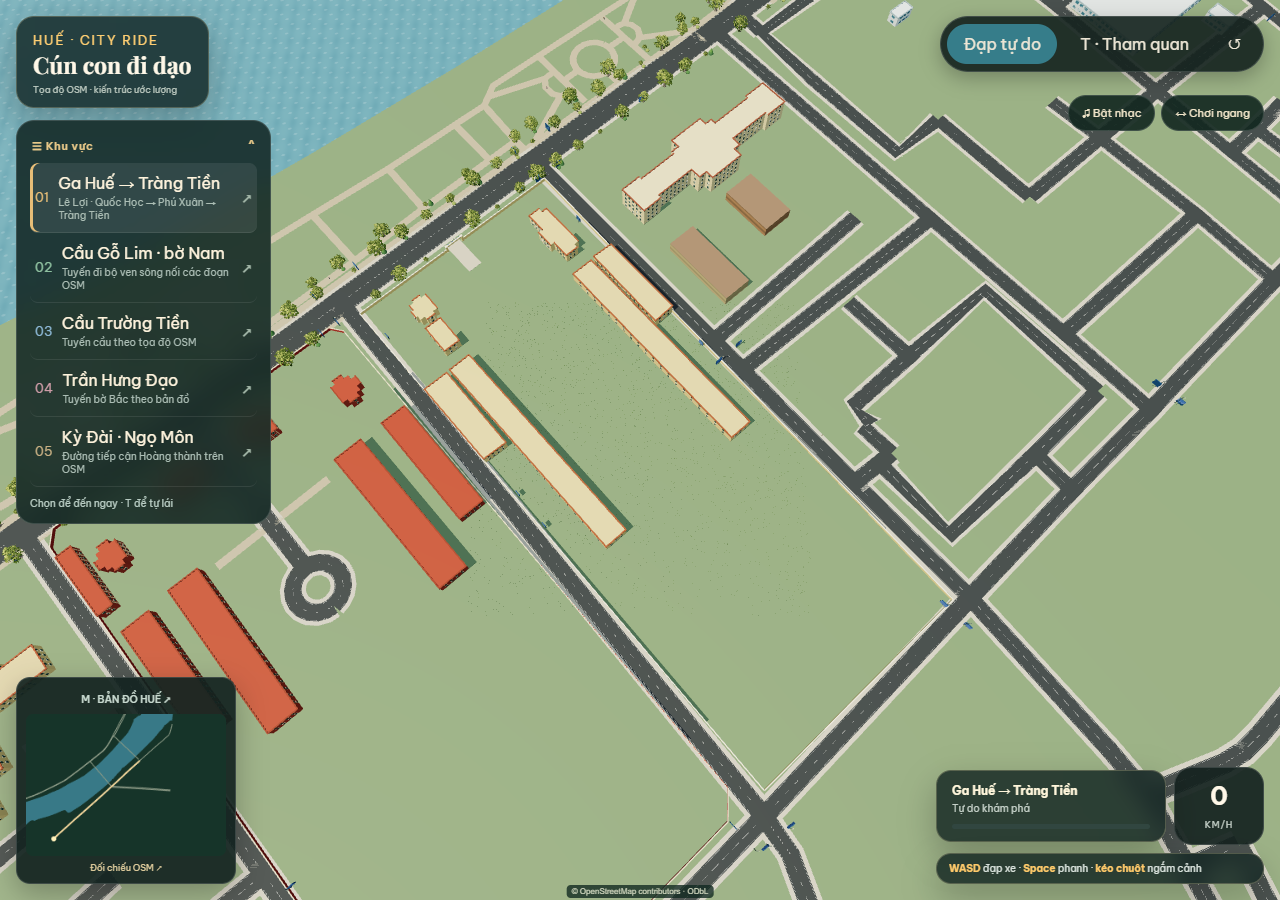 HUẾ · CITY RIDE
Cún con đi dạo
Tọa độ OSM · kiến trúc ước lượng
☰ Khu vực
01 Ga Huế → Tràng Tiền ↗
Lê Lợi · Quốc Học → Phú Xuân →
Tràng Tiền
02 Cầu Gỗ Lim · bờ Nam ↗
Tuyến đi bộ ven sông nối các đoạn
OSM
03 Cầu Trường Tiền ↗
Tuyến cầu theo tọa độ OSM
04 Trần Hưng Đạo ↗
Tuyến bờ Bắc theo bản đồ
05 Kỳ Đài · Ngọ Môn ↗
Đường tiếp cận Hoàng thành trên
OSM
Chọn để đến ngay · T để tự lái
Đạp tự do T · Tham quan ↺
♫ Bật nhạc ↔ Chơi ngang
M · BẢN ĐỒ HUẾ ↗
Đối chiếu OSM ↗
Ga Huế → Tràng Tiền
Tự do khám phá
0
KM/H
WASD đạp xe · Space phanh · kéo chuột ngắm cảnh
© OpenStreetMap contributors · ODbL